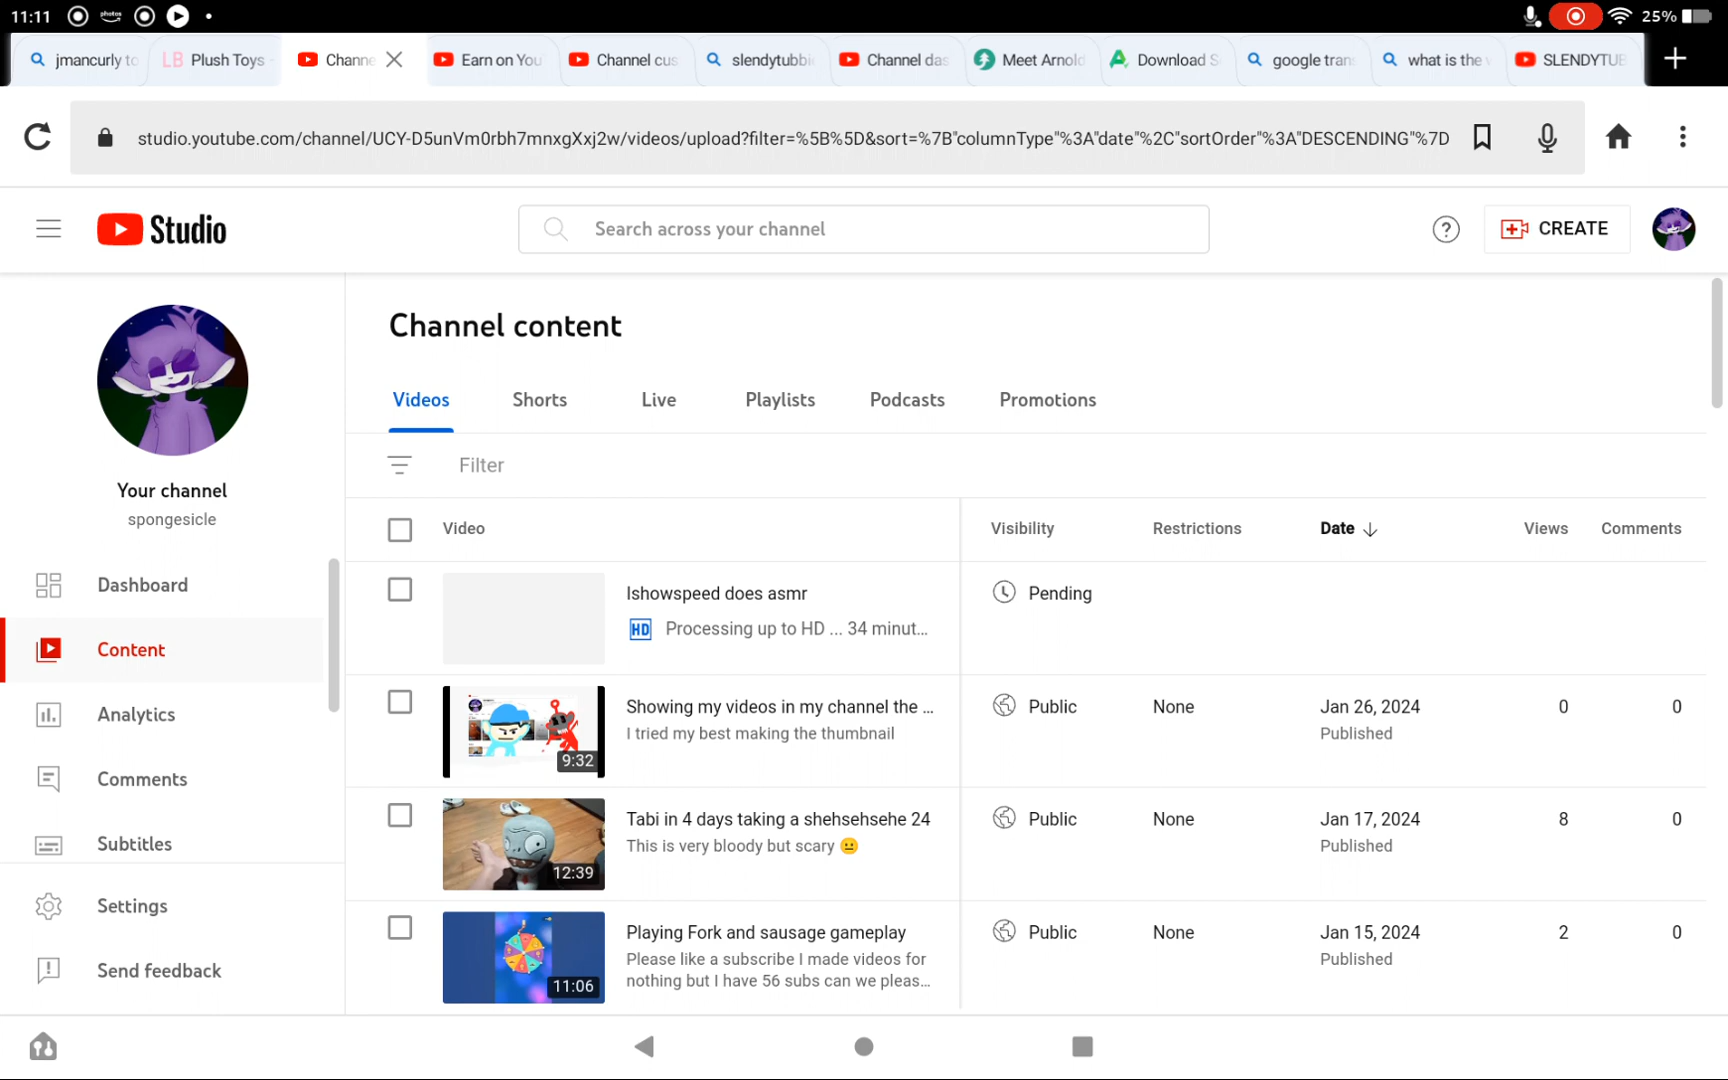 11:11 photos 25%
jmancurly to LB Plush Toys - Channe Earn on You Channel cus slendytubbi Channel das Meet Arnold Download S google tran what is the SLENDYTUB
studio.youtube.com/channel/UCY-D5unVm0rbh7mnxgXxj2w/videos/upload?filter=%5B%5D&sort=%7B"columnType"%3A"date"%2C"sortOrder"%3A"DESCENDING"%7D
Studio Search across your channel CREATE
Channel content
Videos Shorts Live Playlists Podcasts Promotions
Filter
Your channel
spongesicle
Dashboard
Content
Analytics
Comments
Subtitles
Settings
Send feedback
Video Visibility Restrictions Date Views Comments
Ishowspeed does asmr Pending
HD Processing up to HD ... 34 minut...
Showing my videos in my channel the ... Public None Jan 26, 2024 0 0
I tried my best making the thumbnail Published
9:32
Tabi in 4 days taking a shehsehsehe 24 Public None Jan 17, 2024 8 0
This is very bloody but scary 😐 Published
12:39
Playing Fork and sausage gameplay Public None Jan 15, 2024 2 0
Please like a subscribe I made videos for Published
nothing but I have 56 subs can we pleas...
11:06